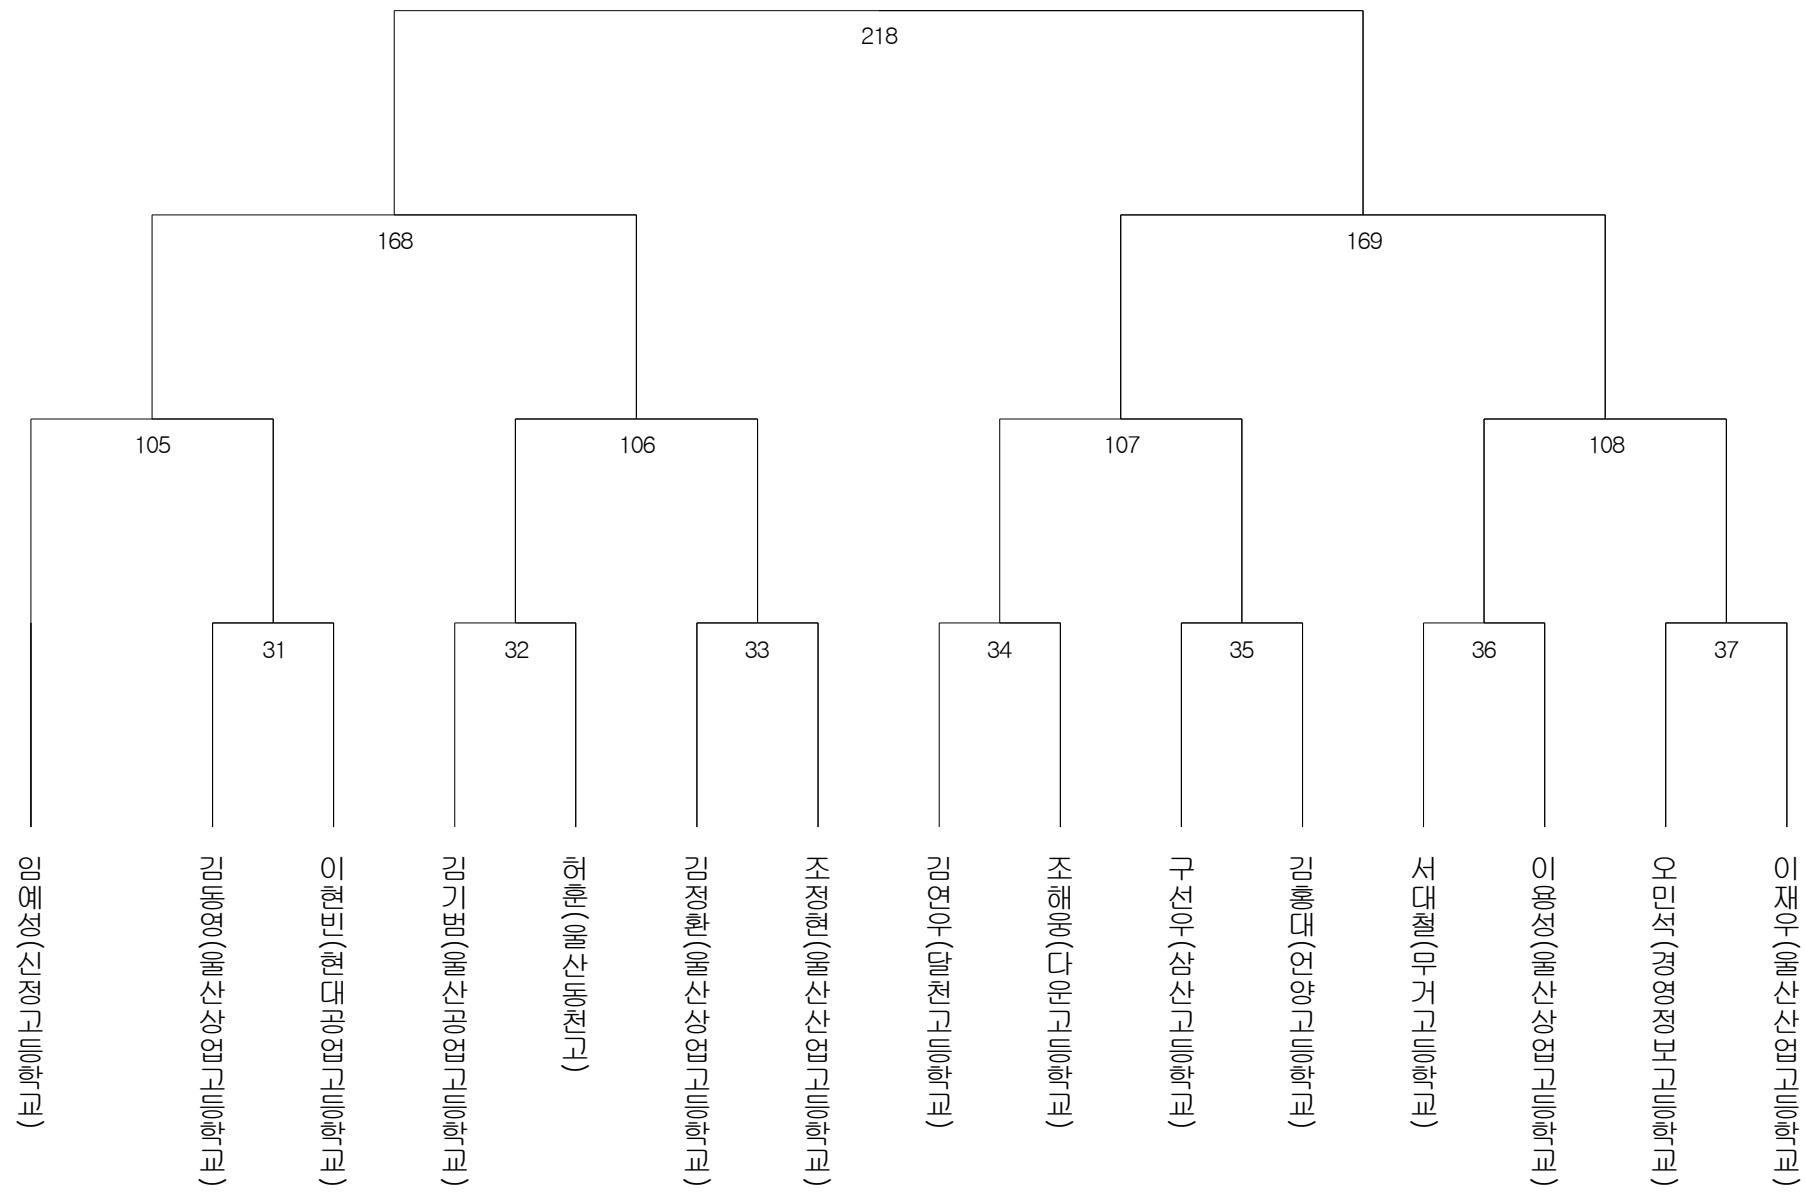 218
168
169
105
106
107
108
31
32
33
34
35
36
37
임예성(신정고등학교)
김동영(울산상업고등학교)
이현빈(현대공업고등학교)
김기범(울산공업고등학교)
허훈(울산동천고)
김정환(울산상업고등학교)
조정현(울산산업고등학교)
김연우(달천고등학교)
조해웅(다운고등학교)
구선우(삼산고등학교)
김홍대(언양고등학교)
서대철(무거고등학교)
이용성(울산상업고등학교)
오민석(경영정보고등학교)
이재우(울산산업고등학교)